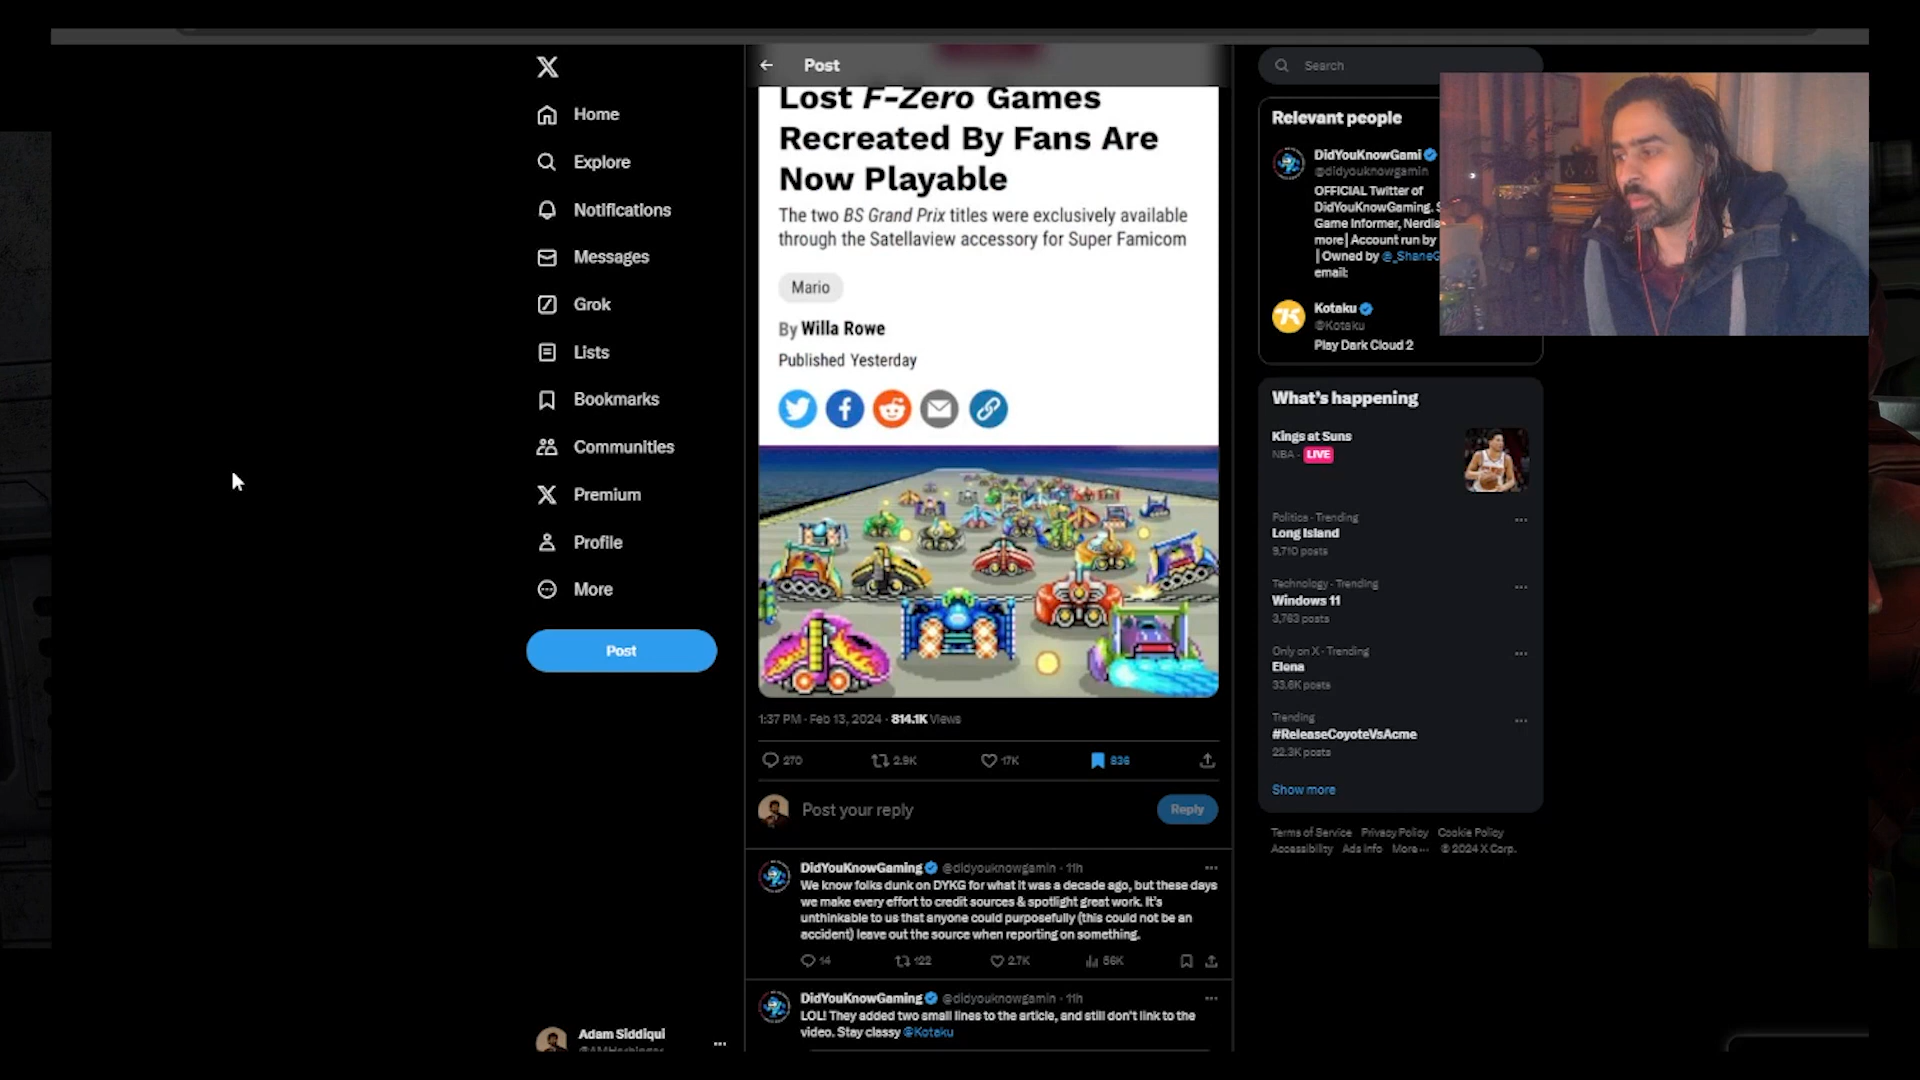 Home
Explore
Notifications
Messages
Grok
Lists
Bookmarks
Communities
Premium
Profile
More
Post
Adam Siddiqui
Post
Lost F-Zero Games
Recreated By Fans Are
Now Playable
The two BS Grand Prix titles were exclusively available
through the Satellaview accessory for Super Famicom
Mario
By Willa Rowe
Published Yesterday
1:37 PM · Feb 13, 2024 · 814.1K Views
270 2.9K 17K 836
Post your reply
Reply
DidYouKnowGaming @didyouknowgamin · 11h
We know folks dunk on DYKG for what it was a decade ago, but these days
we make every effort to credit sources & spotlight great work. It's
unthinkable to us that anyone could purposefully (this could not be an
accident) leave out the source when reporting on something.
14 122 2.7K 56K
DidYouKnowGaming @didyouknowgamin · 11h
LOL! They added two small lines to the article, and still don't link to the
video. Stay classy @Kotaku
Search
Relevant people
DidYouKnowGami
@didyouknowgamin
OFFICIAL Twitter of
DidYouKnowGaming. S
Game Informer, Nerdis
more| Account run by
|Owned by @_ShaneG
email:
Kotaku
@Kotaku
Play Dark Cloud 2
What's happening
Kings at Suns
NBA · LIVE
Politics · Trending
Long Island
9,710 posts
Technology · Trending
Windows 11
3,763 posts
Only on X · Trending
Elena
33.6K posts
Trending
#ReleaseCoyoteVsAcme
22.3K posts
Show more
Terms of Service Privacy Policy Cookie Policy
Accessibility Ads info More ··· © 2024 X Corp.